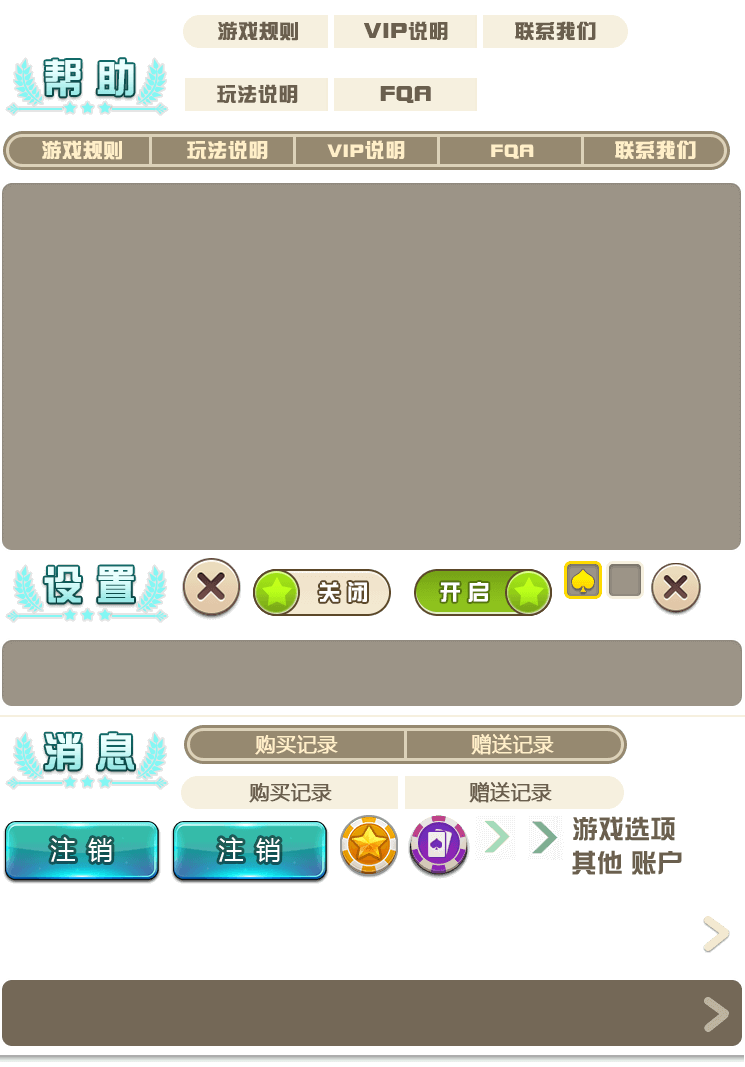 游戏规则 VIP说明 联系我们
帮助
玩法说明 FQA
游戏规则 玩法说明 VIP说明 FQA 联系我们
设置 关闭 开启
消息 购买记录 赠送记录
购买记录 赠送记录
注销 注销 游戏选项
其他 账户